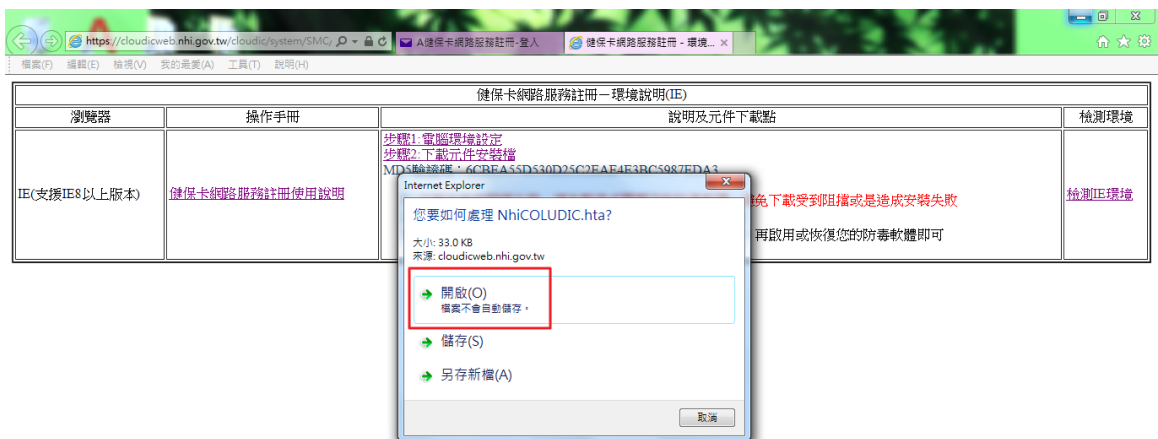 https://cloudicweb.nhi.gov.tw/cloudic/system/SMC/
A健保卡網路服務註冊-登入
健保卡網路服務註冊 - 環境...
檔案(F) 編輯(E) 檢視(V) 我的最愛(A) 工具(T) 說明(H)
健保卡網路服務註冊－環境說明(IE)
瀏覽器 操作手冊 說明及元件下載點 檢測環境
步驟1:電腦環境設定
步驟2:下載元件安裝檔
MD5驗證碼：6CBEA55D530D25C2EAE4E3BC5987EDA3
IE(支援IE8以上版本) 健保卡網路服務註冊使用說明 免下載受到阻擋或是造成安裝失敗 檢測IE環境
再啟用或恢復您的防毒軟體即可
Internet Explorer
您要如何處理 NhiCOLUDIC.hta?
大小: 33.0 KB
來源: cloudicweb.nhi.gov.tw
開啟(O)
檔案不會自動儲存。
儲存(S)
另存新檔(A)
取消